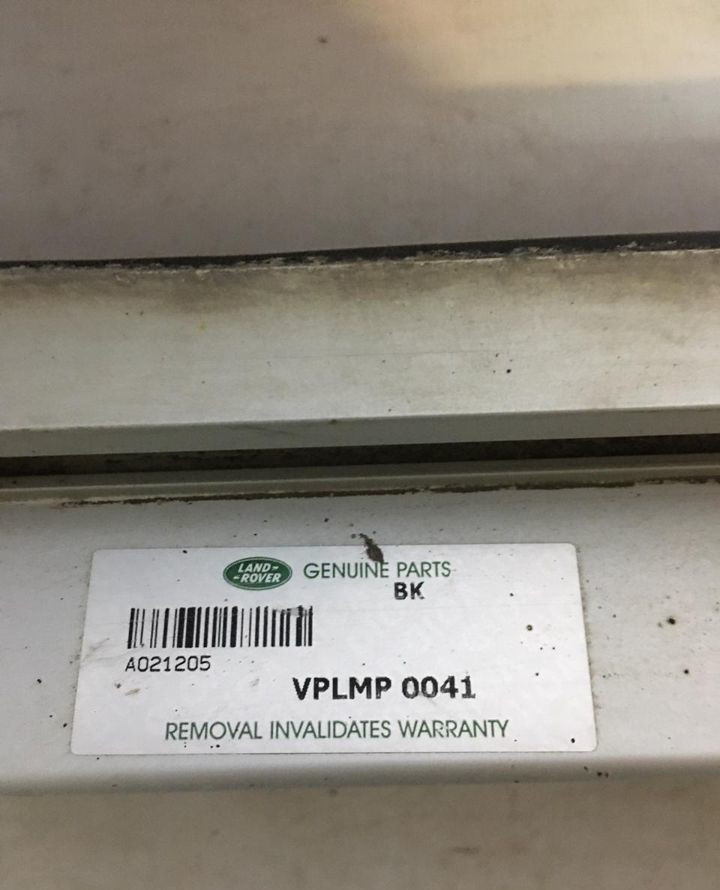 LAND-
-ROVER
GENUINE PARTS
BK
A021205
VPLMP 0041
REMOVAL INVALIDATES WARRANTY